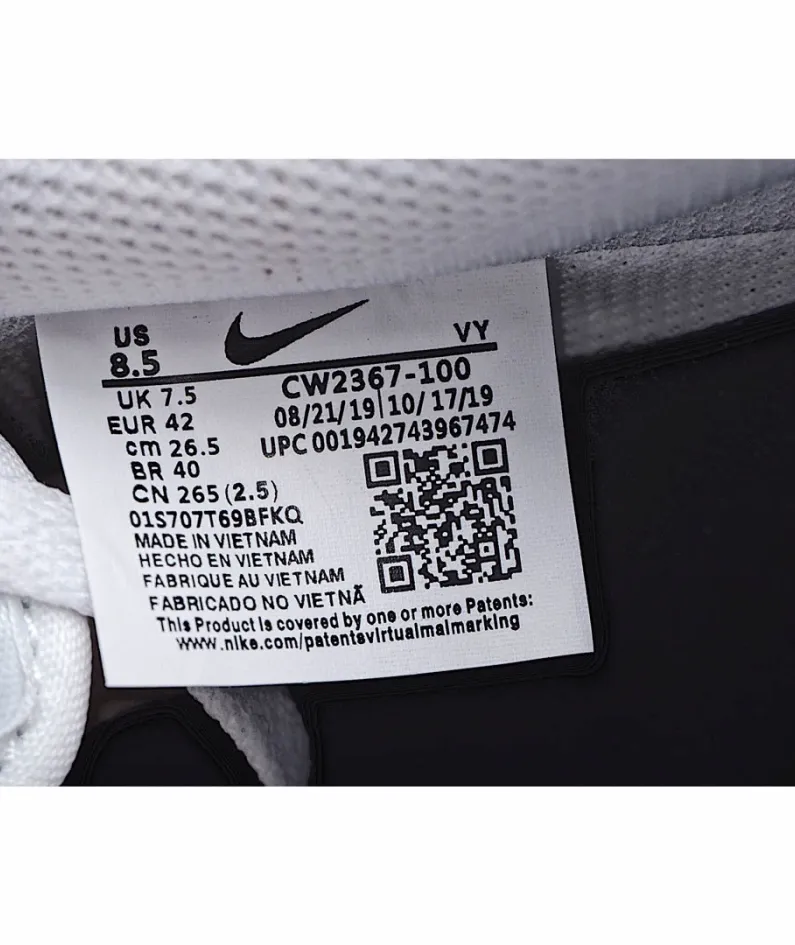 US VY
8.5
UK 7.5 CW2367-100
EUR 42 08/21/19|10/17/19
cm 26.5 UPC 001942743967474
BR 40
CN 265 (2.5)
01S707T69BFKQ
MADE IN VIETNAM
HECHO EN VIETNAM
FABRIQUE AU VIETNAM
FABRICADO NO VIETNÃ
This Product is covered by one or more Patents:
www.nike.com/patentsvirtualmalmarking